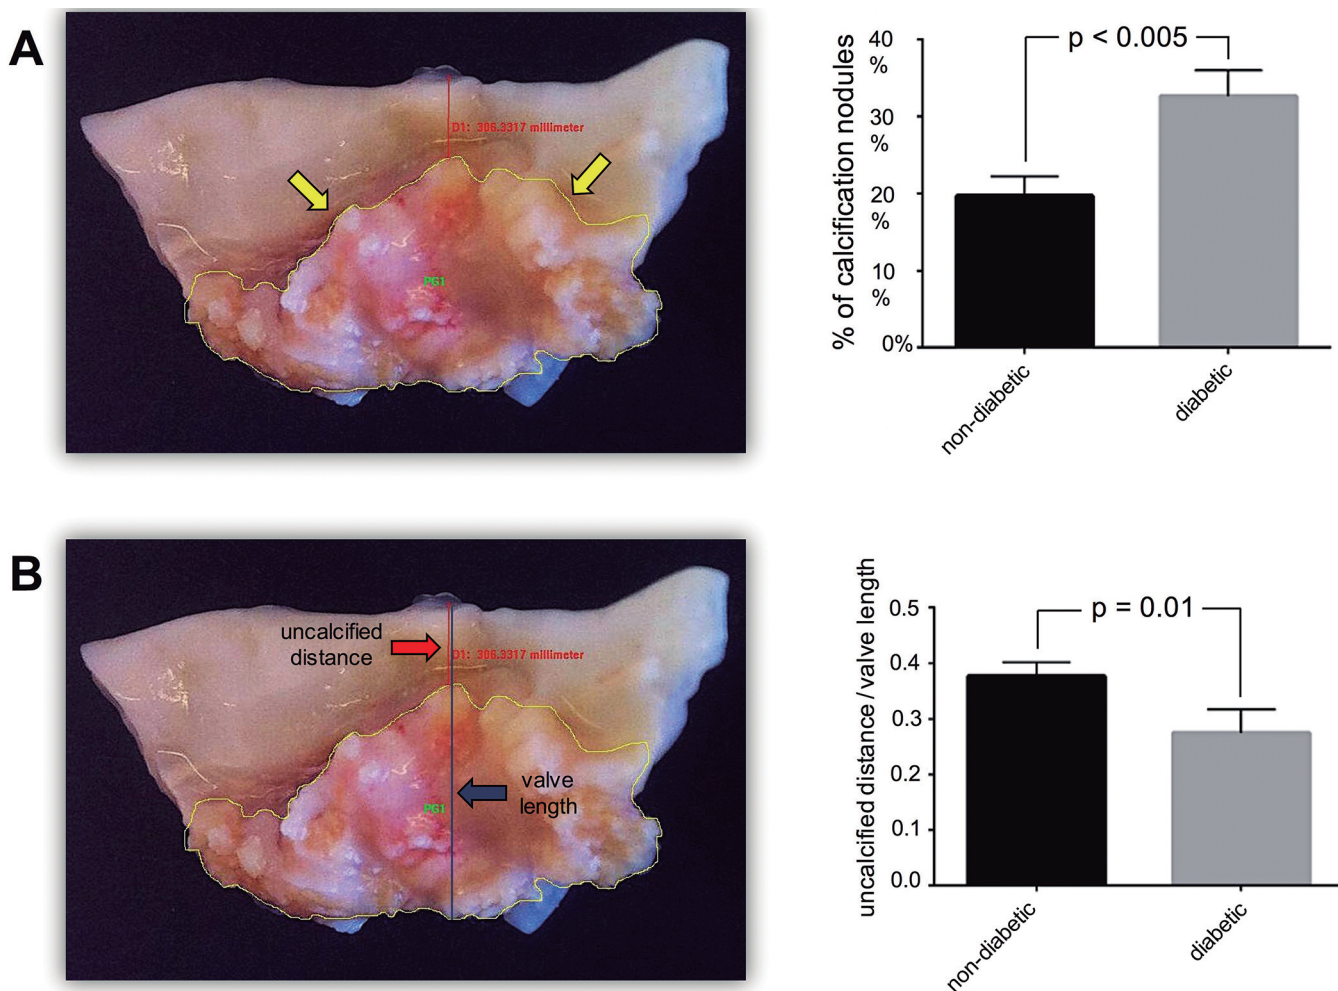 A
D1: 306.3317 millimeter
PG1
% of calcification nodules
40
%
30
%
20
%
10
%
0%
p < 0.005
non-diabetic
diabetic
B
uncalcified
distance
D1: 306.3317 millimeter
valve
length
PG1
uncalcified distance / valve length
0.5
0.4
0.3
0.2
0.1
0.0
p = 0.01
non-diabetic
diabetic